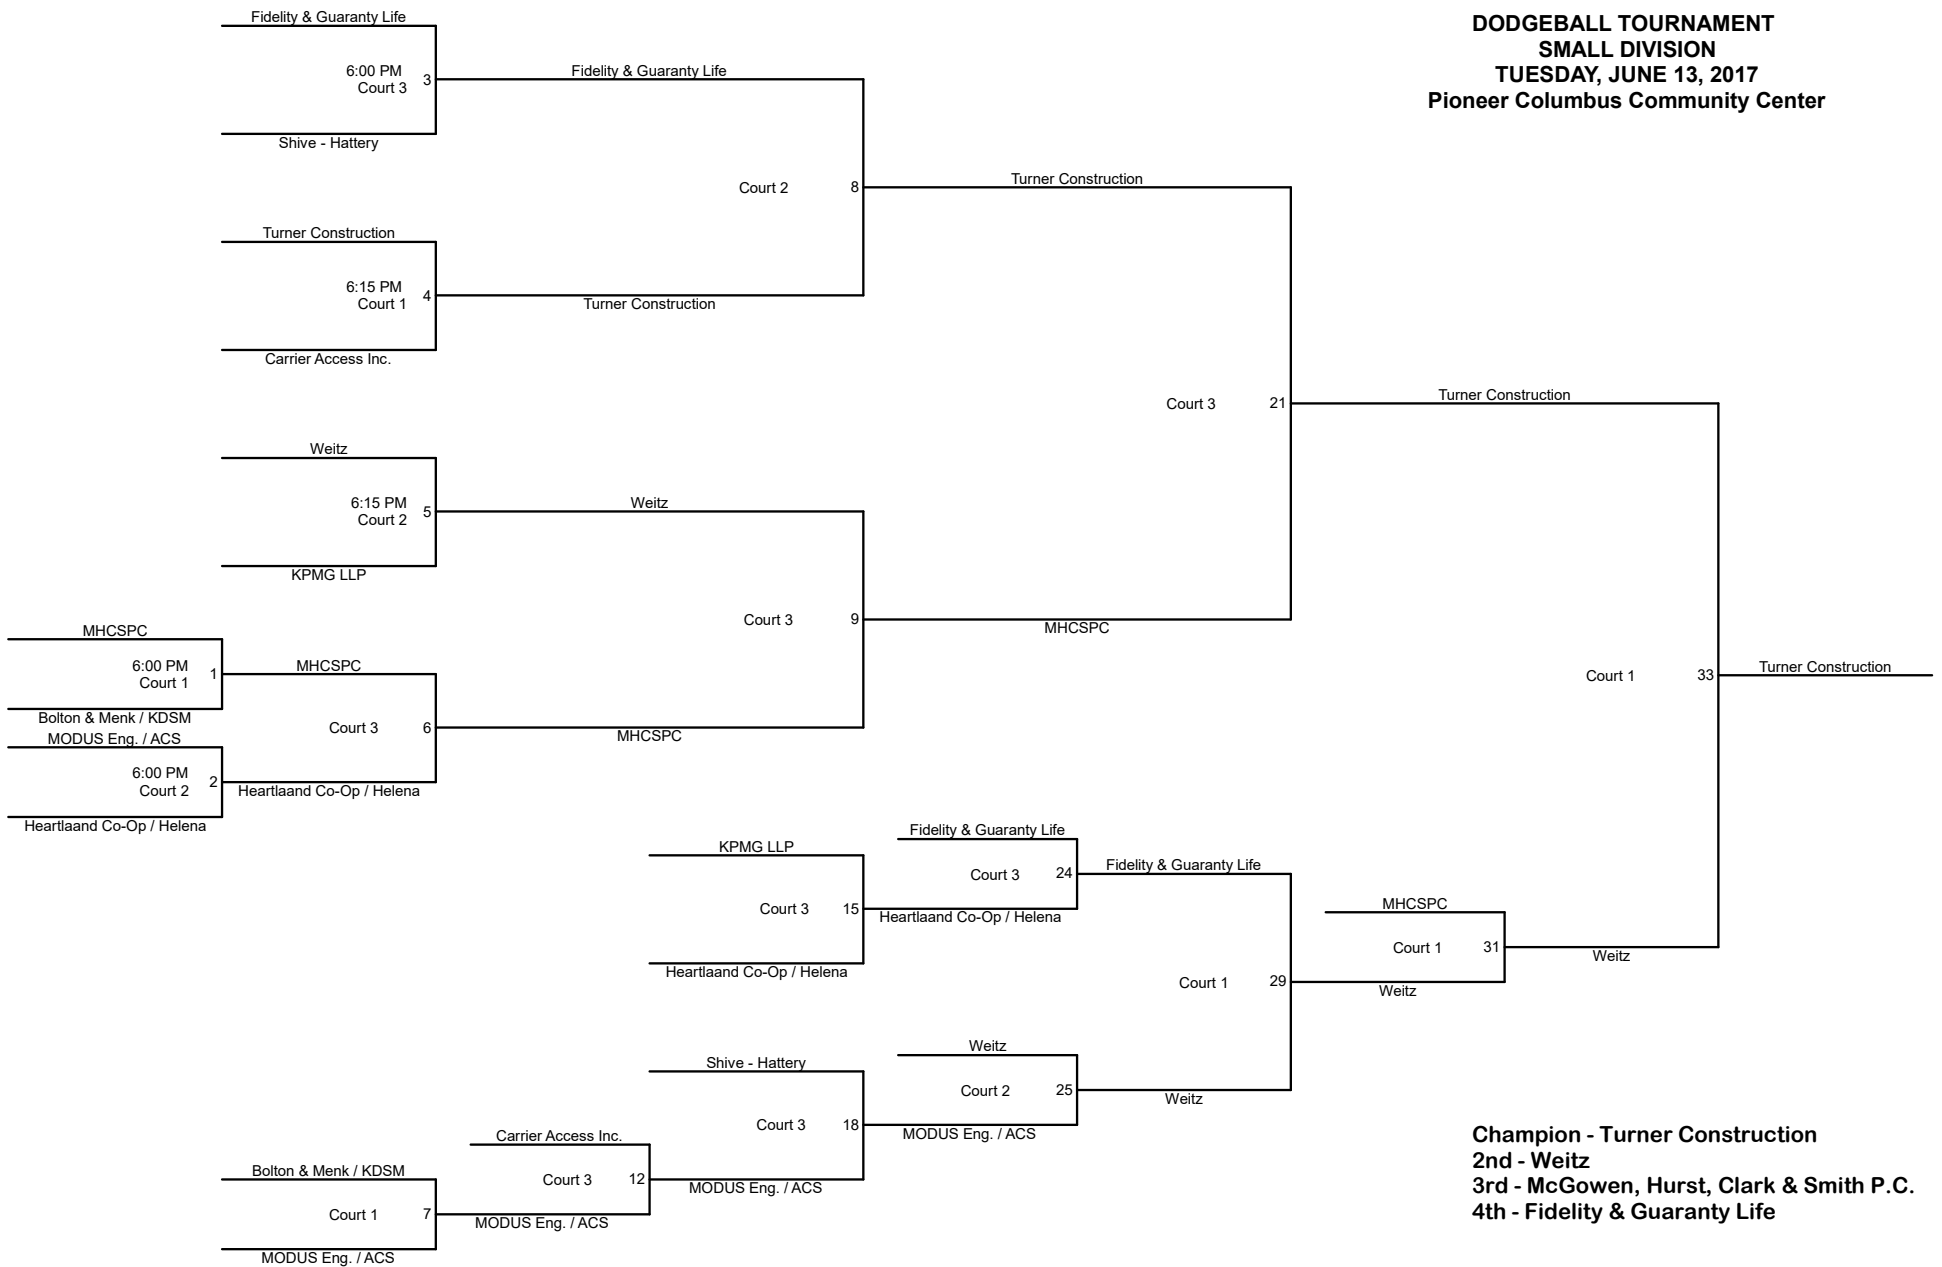 DODGEBALL TOURNAMENT
SMALL DIVISION
TUESDAY, JUNE 13, 2017
Pioneer Columbus Community Center
Fidelity & Guaranty Life
6:00 PM
Court 3
3
Shive - Hattery
Fidelity & Guaranty Life
Court 2
8
Turner Construction
Turner Construction
6:15 PM
Court 1
4
Carrier Access Inc.
Turner Construction
Court 3
21
Turner Construction
Weitz
6:15 PM
Court 2
5
KPMG LLP
Weitz
Court 3
9
MHCSPC
MHCSPC
6:00 PM
Court 1
1
Bolton & Menk / KDSM
MHCSPC
Court 3
6
MHCSPC
MODUS Eng. / ACS
6:00 PM
Court 2
2
Heartlaand Co-Op / Helena
Heartlaand Co-Op / Helena
Court 1
33
Turner Construction
KPMG LLP
Court 3
15
Heartlaand Co-Op / Helena
Fidelity & Guaranty Life
Court 3
24
Heartlaand Co-Op / Helena
Fidelity & Guaranty Life
Court 1
29
MHCSPC
Court 1
31
Weitz
Weitz
Shive - Hattery
Court 3
18
Weitz
Court 2
25
MODUS Eng. / ACS
Weitz
Carrier Access Inc.
Court 3
12
MODUS Eng. / ACS
Bolton & Menk / KDSM
Court 1
7
MODUS Eng. / ACS
MODUS Eng. / ACS
Champion - Turner Construction
2nd - Weitz
3rd - McGowen, Hurst, Clark & Smith P.C.
4th - Fidelity & Guaranty Life